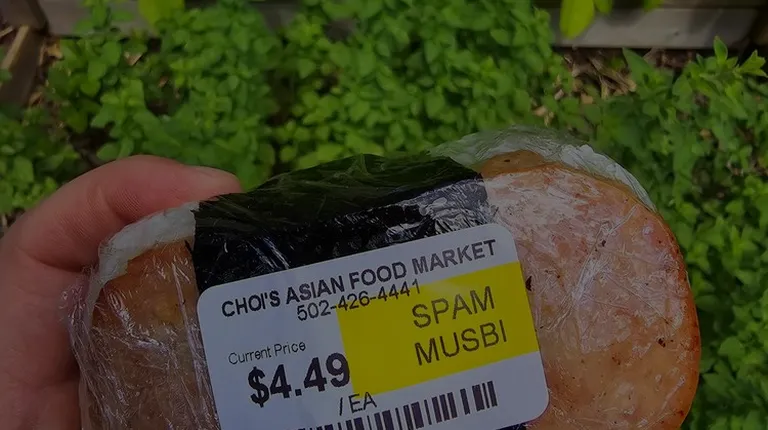 CHOI'S ASIAN FOOD MARKET
502-426-4441
SPAM
MUSBI
Current Price
$4.49
/EA